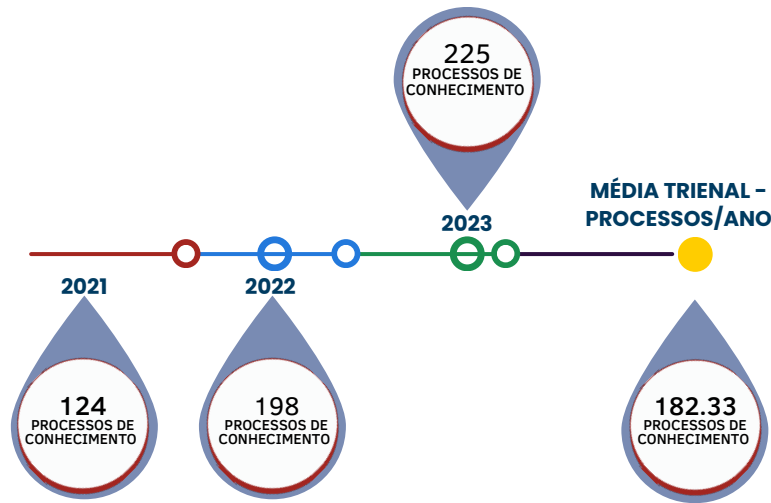 225
PROCESSOS DE
CONHECIMENTO
MÉDIA TRIENAL -
PROCESSOS/ANO
2023
2021
2022
124
PROCESSOS DE
CONHECIMENTO
198
PROCESSOS DE
CONHECIMENTO
182.33
PROCESSOS DE
CONHECIMENTO